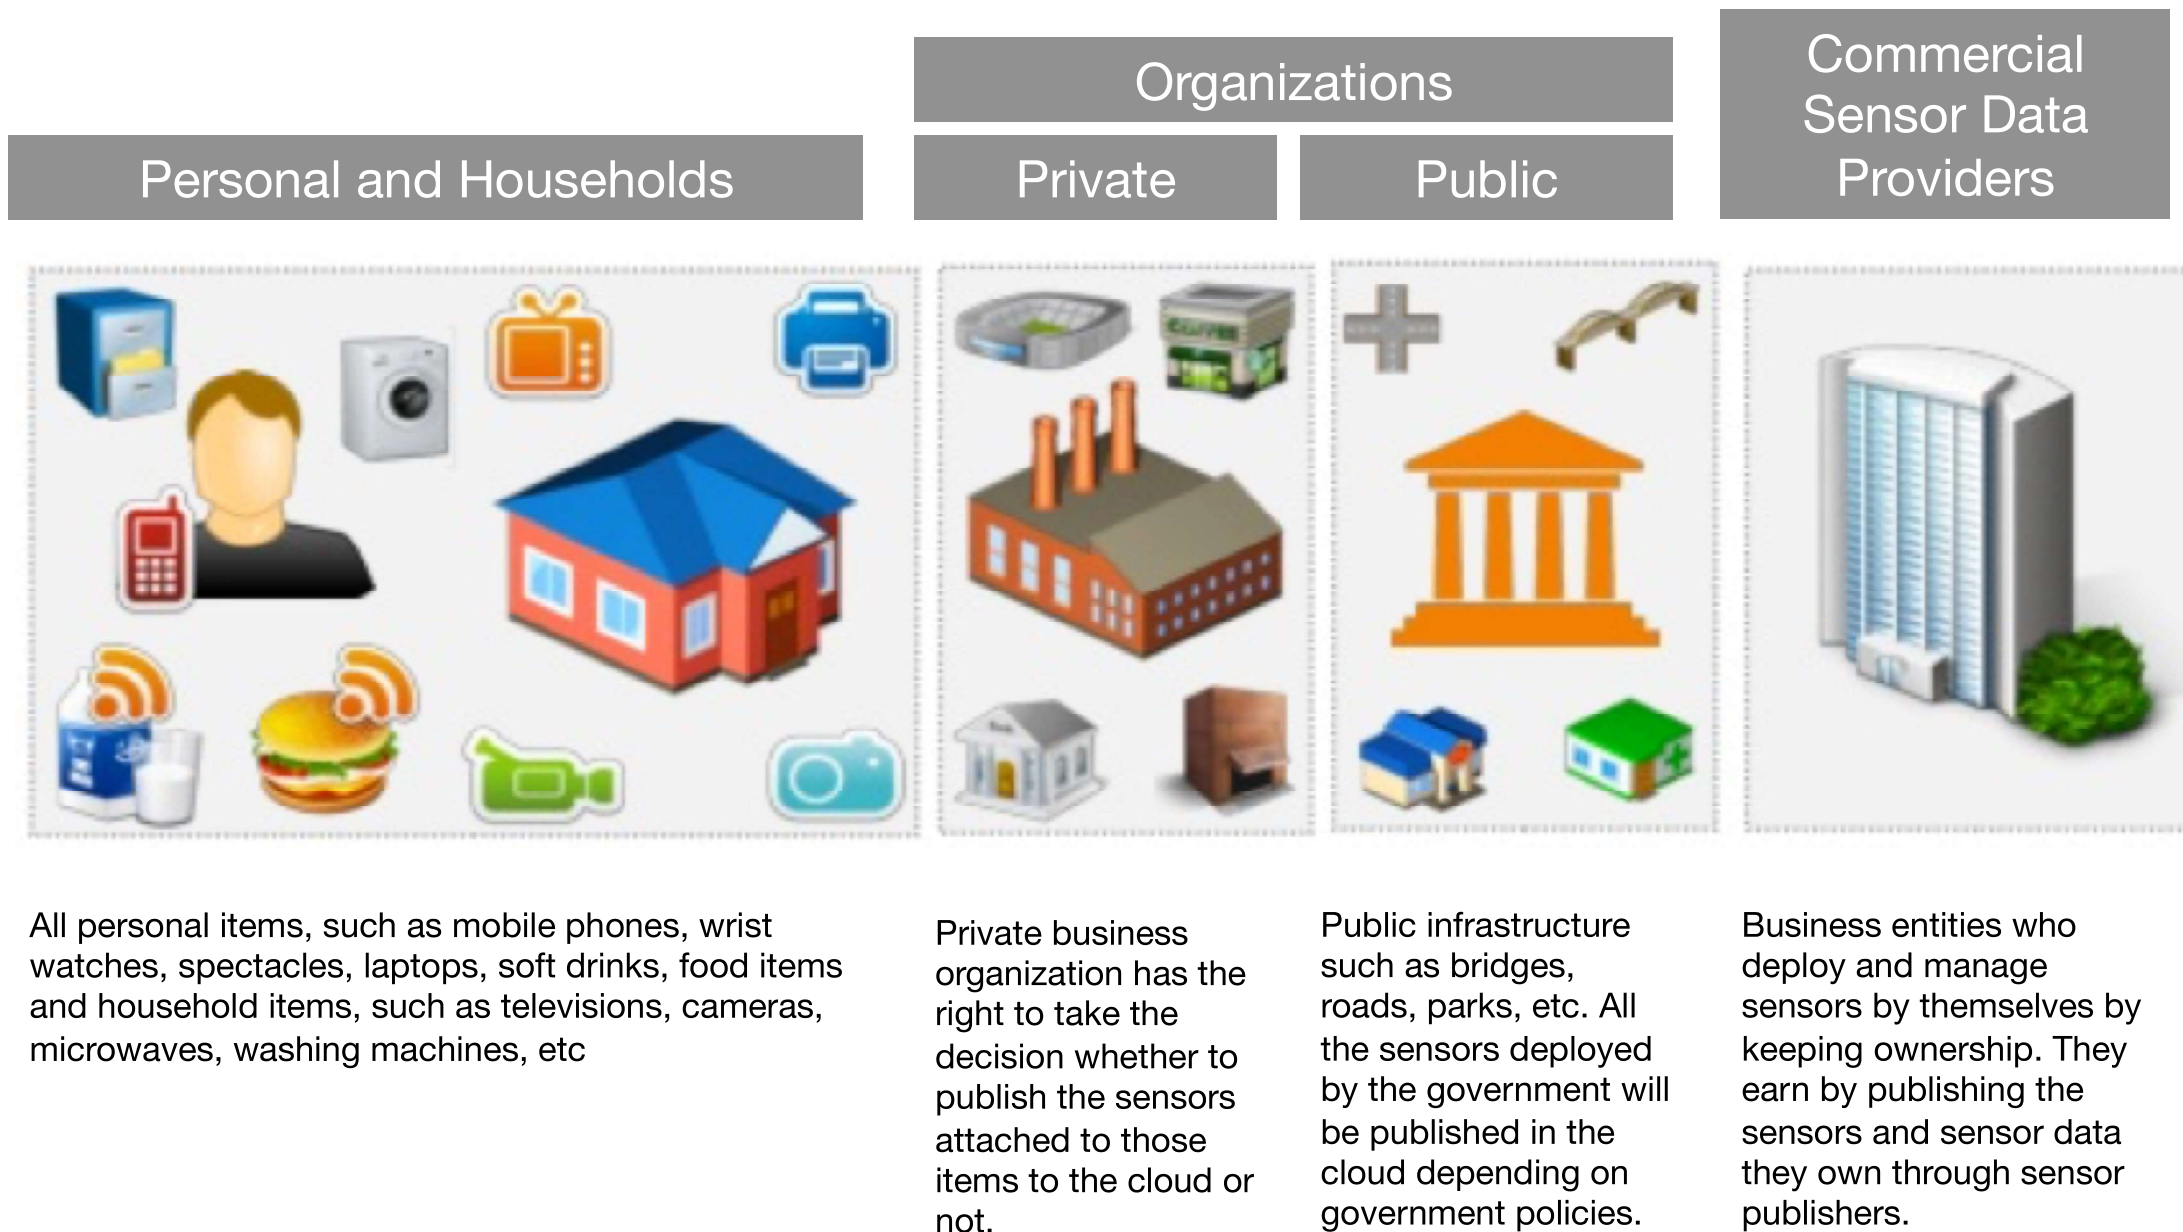 Organizations
Commercial
Sensor Data
Providers
Personal and Households
Private
Public
All personal items, such as mobile phones, wrist
watches, spectacles, laptops, soft drinks, food items
and household items, such as televisions, cameras,
microwaves, washing machines, etc
Private business
organization has the
right to take the
decision whether to
publish the sensors
attached to those
items to the cloud or
not.
Public infrastructure
such as bridges,
roads, parks, etc. All
the sensors deployed
by the government will
be published in the
cloud depending on
government policies.
Business entities who
deploy and manage
sensors by themselves by
keeping ownership. They
earn by publishing the
sensors and sensor data
they own through sensor
publishers.